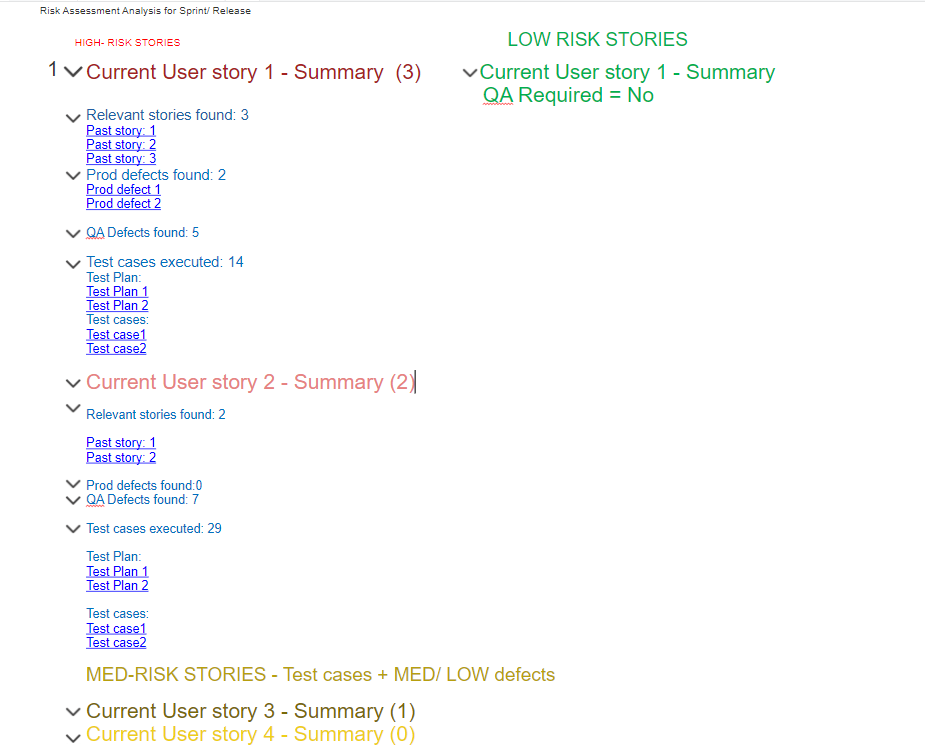 Risk Assessment Analysis for Sprint/ Release
HIGH- RISK STORIES
1 Current User story 1 - Summary (3)
Relevant stories found: 3
Past story: 1
Past story: 2
Past story: 3
Prod defects found: 2
Prod defect 1
Prod defect 2
QA Defects found: 5
Test cases executed: 14
Test Plan:
Test Plan 1
Test Plan 2
Test cases:
Test case1
Test case2
Current User story 2 - Summary (2)
Relevant stories found: 2
Past story: 1
Past story: 2
Prod defects found:0
QA Defects found: 7
Test cases executed: 29
Test Plan:
Test Plan 1
Test Plan 2
Test cases:
Test case1
Test case2
MED-RISK STORIES - Test cases + MED/ LOW defects
Current User story 3 - Summary (1)
Current User story 4 - Summary (0)
LOW RISK STORIES
Current User story 1 - Summary
QA Required = No